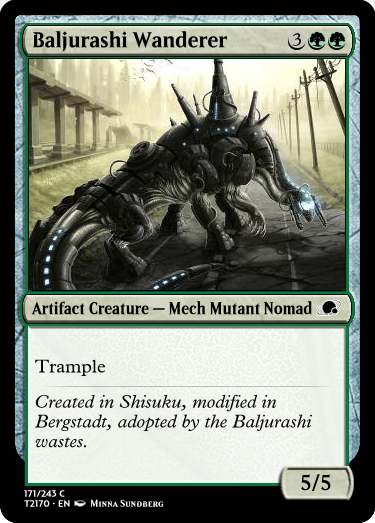 Baljurashi Wanderer 3
Artifact Creature — Mech Mutant Nomad
Trample
Created in Shisuku, modified in
Bergstadt, adopted by the Baljurashi
wastes.
5/5
171/243 C
T2170 · EN Minna Sundberg